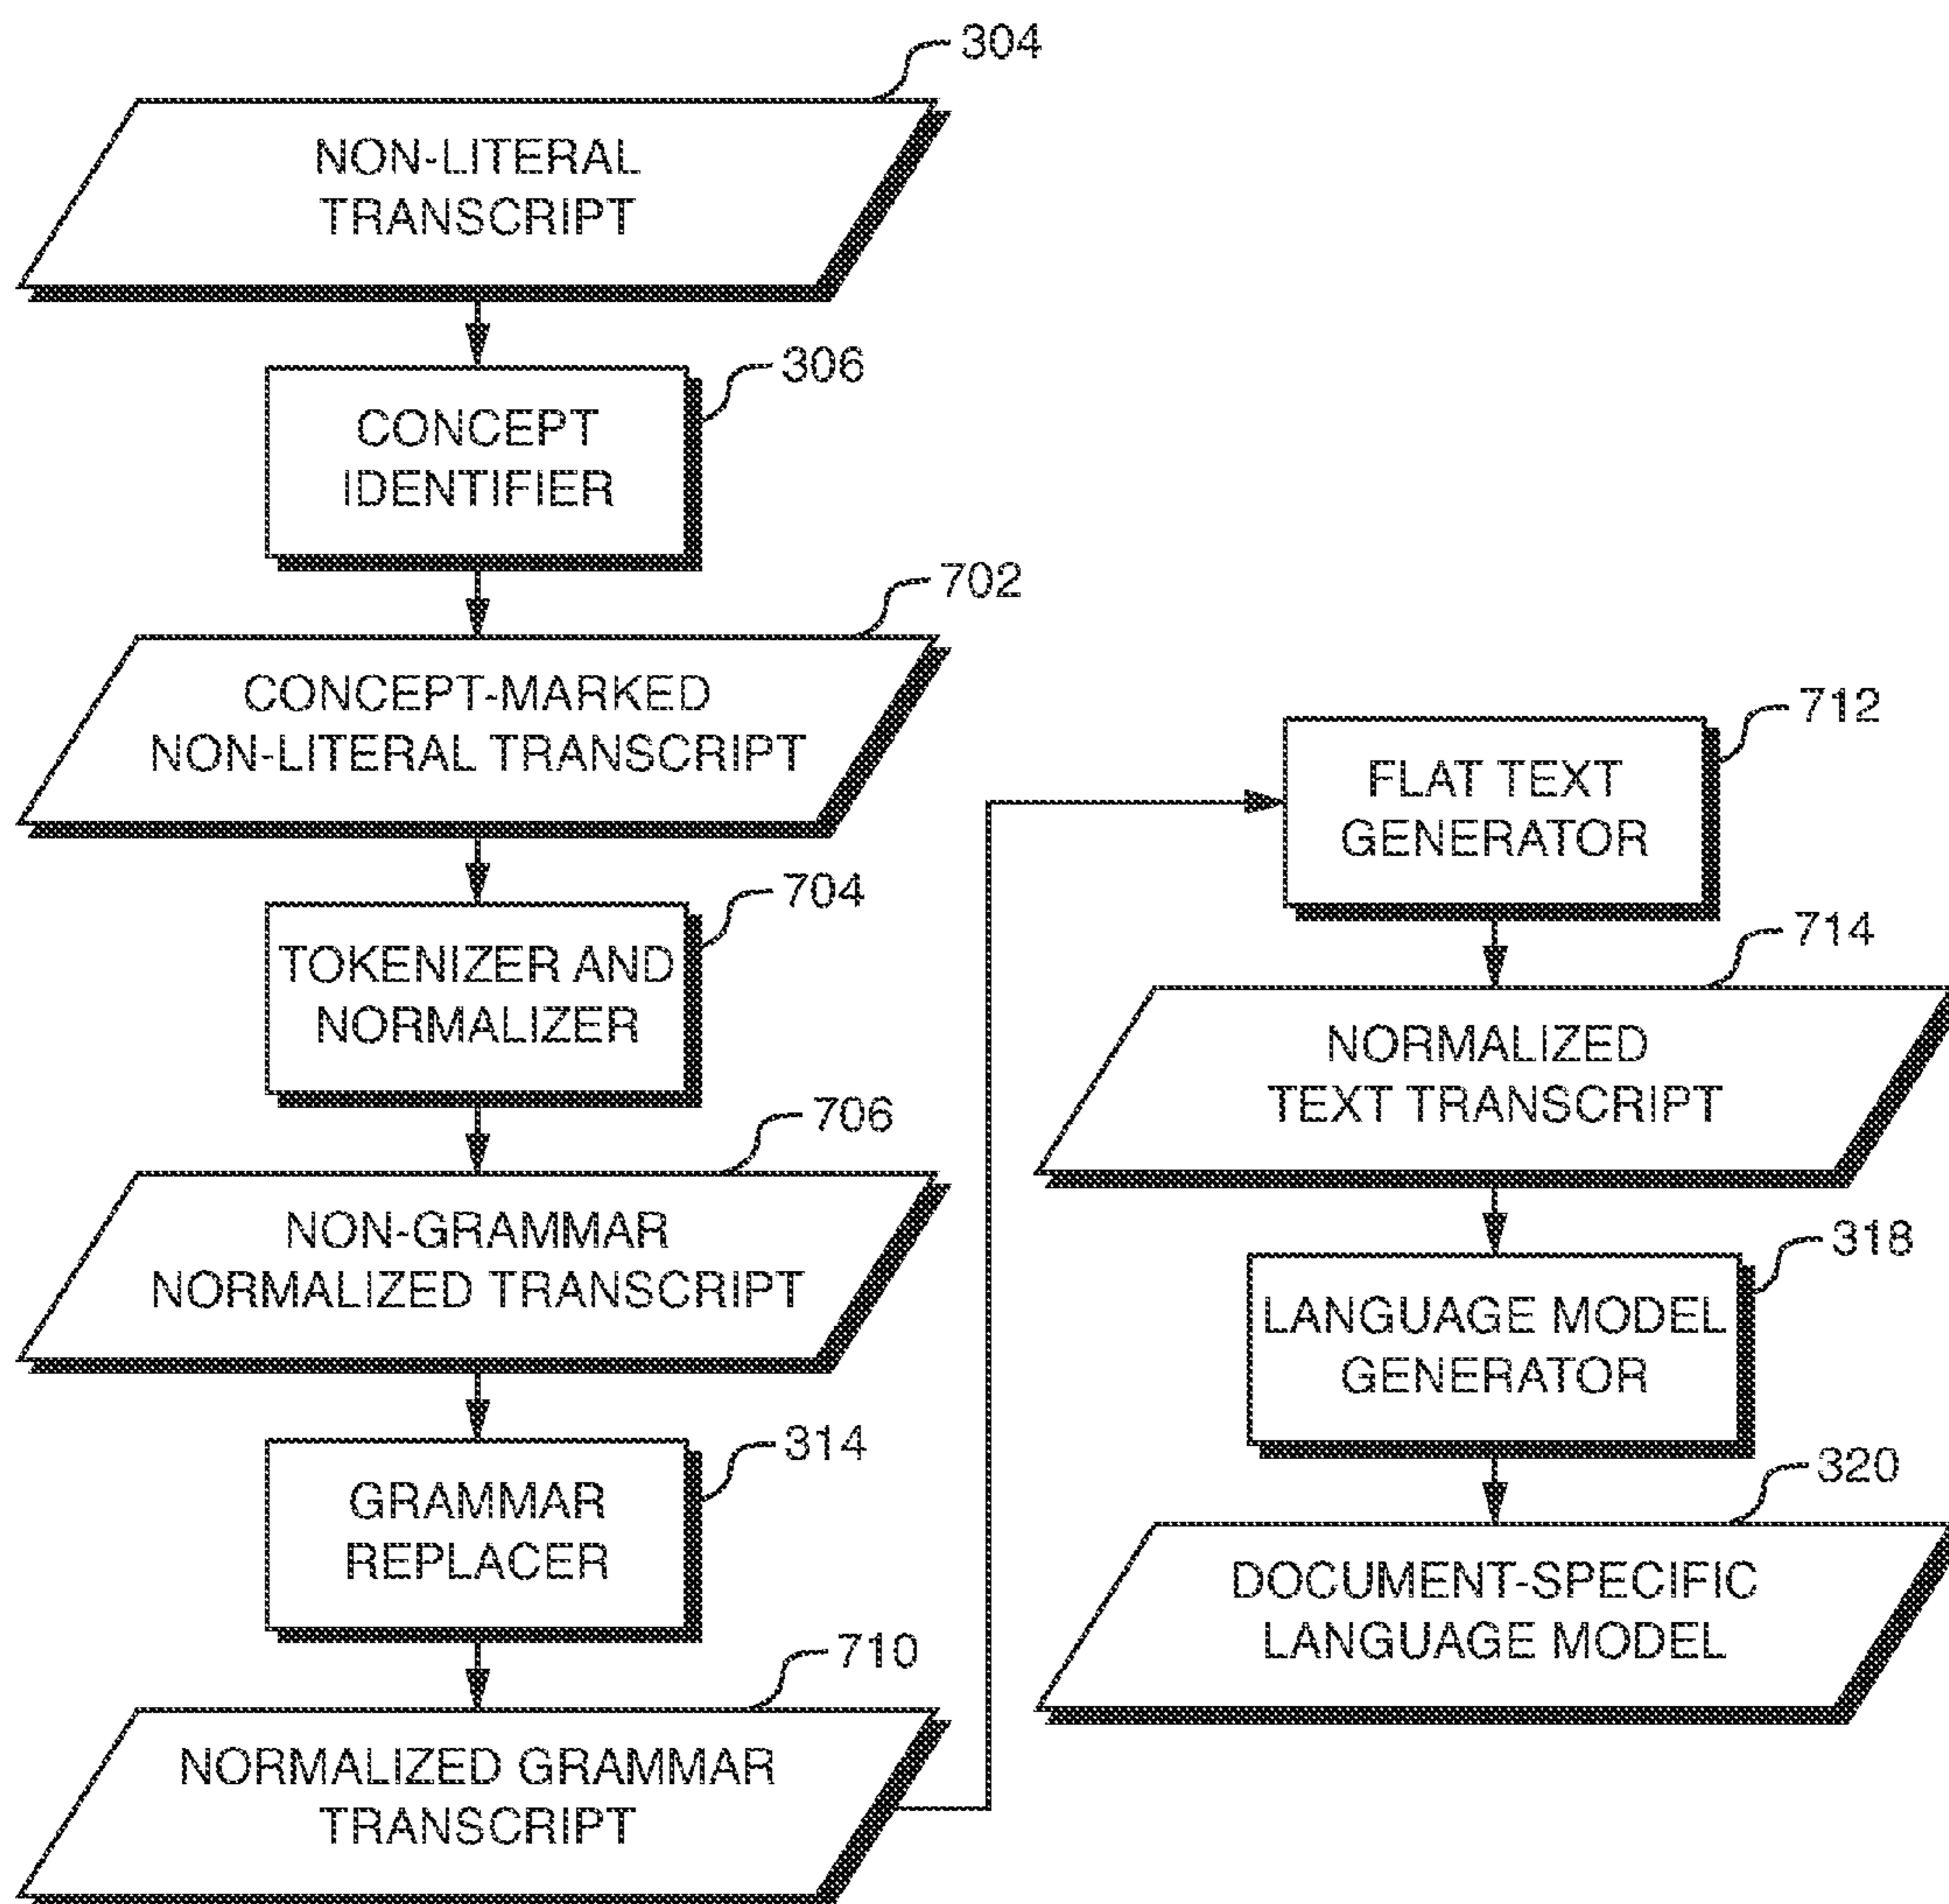 304
NON-LITERAL
TRANSCRIPT
306
CONCEPT
IDENTIFIER
702
CONCEPT-MARKED
NON-LITERAL TRANSCRIPT
704
TOKENIZER AND
NORMALIZER
706
NON-GRAMMAR
NORMALIZED TRANSCRIPT
314
GRAMMAR
REPLACER
710
NORMALIZED GRAMMAR
TRANSCRIPT
712
FLAT TEXT
GENERATOR
714
NORMALIZED
TEXT TRANSCRIPT
318
LANGUAGE MODEL
GENERATOR
320
DOCUMENT-SPECIFIC
LANGUAGE MODEL